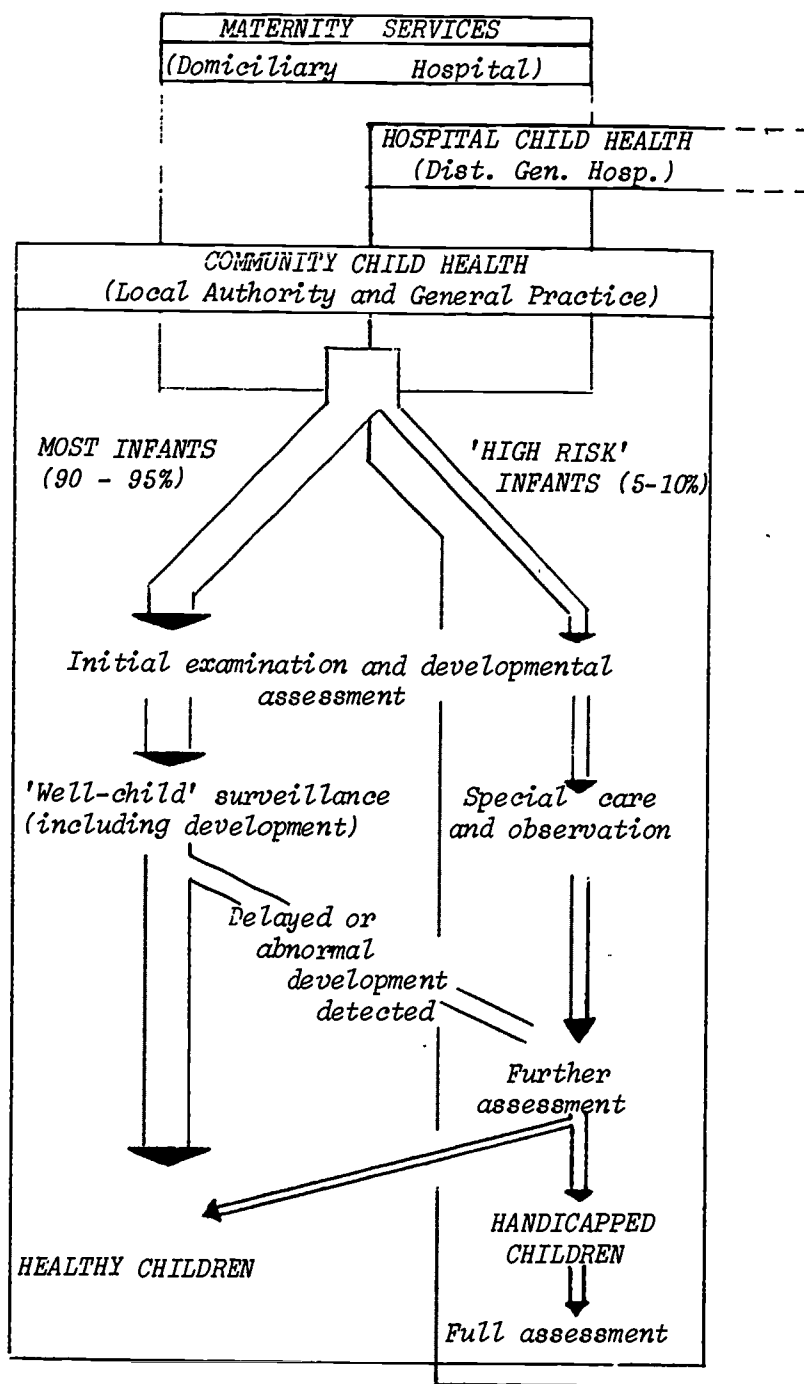 MATERNITY SERVICES
(Domiciliary Hospital)
HOSPITAL CHILD HEALTH
(Dist. Gen. Hosp.)
COMMUNITY CHILD HEALTH
(Local Authority and General Practice)
MOST INFANTS
(90 - 95%)
'HIGH RISK'
INFANTS (5-10%)
Initial examination and developmental
assessment
'Well-child' surveillance
(including development)
Special care
and observation
Delayed or
abnormal
development
detected
Further
assessment
HANDICAPPED
CHILDREN
HEALTHY CHILDREN
Full assessment